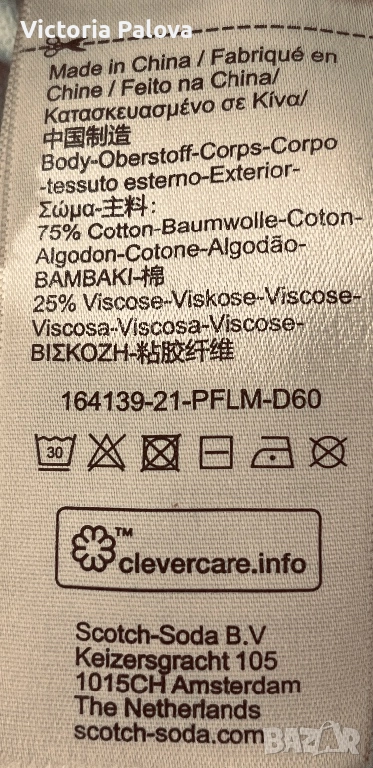 Victoria Palova
Made in China / Fabriqué en
Chine / Feito na China/
Κατασκευασμένο σε Κίνα/
中国制造
Body-Oberstoff-Corps-Corpo
-tessuto esterno-Exterior-
Σώμα-主料:
75% Cotton-Baumwolle-Coton-
Algodon-Cotone-Algodão-
BAMBAKI-棉
25% Viscose-Viskose-Viscose-
Viscosa-Viscosa-Viscose-
ΒΙΣΚΟΖΗ-粘胶纤维
164139-21-PFLM-D60
30
TM
clevercare.info
Scotch-Soda B.V
Keizersgracht 105
1015CH Amsterdam
The Netherlands
scotch-soda.com
BAZAR